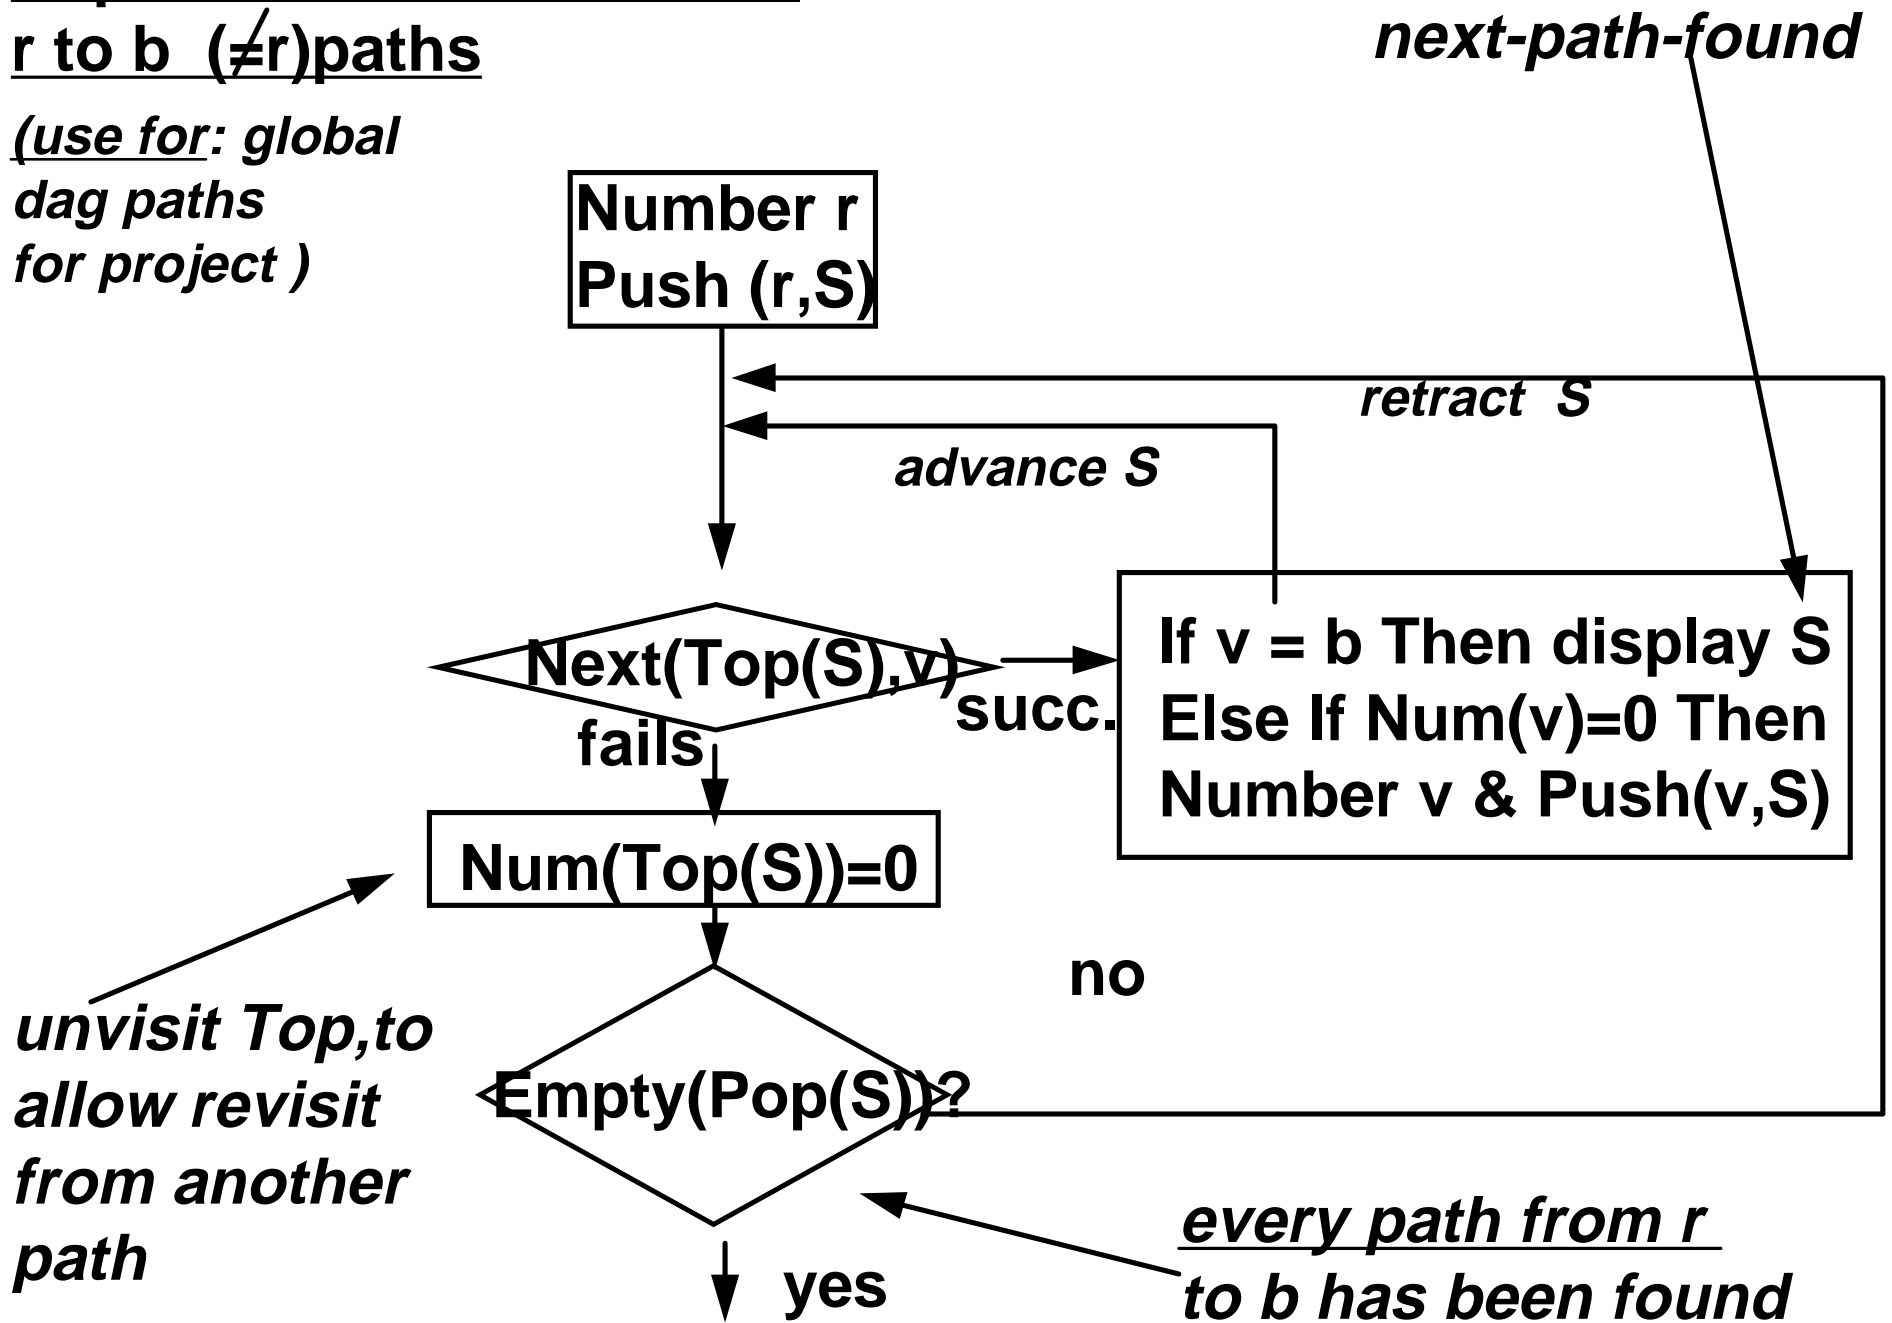 r to b (≠r)paths
(use for: global
dag paths
for project )
next-path-found
Number r
Push (r,S)
retract S
advance S
Next(Top(S),v)
succ.
fails
If v = b Then display S
Else If Num(v)=0 Then
Number v & Push(v,S)
Num(Top(S))=0
no
unvisit Top,to
allow revisit
from another
path
Empty(Pop(S))?
every path from r
to b has been found
yes